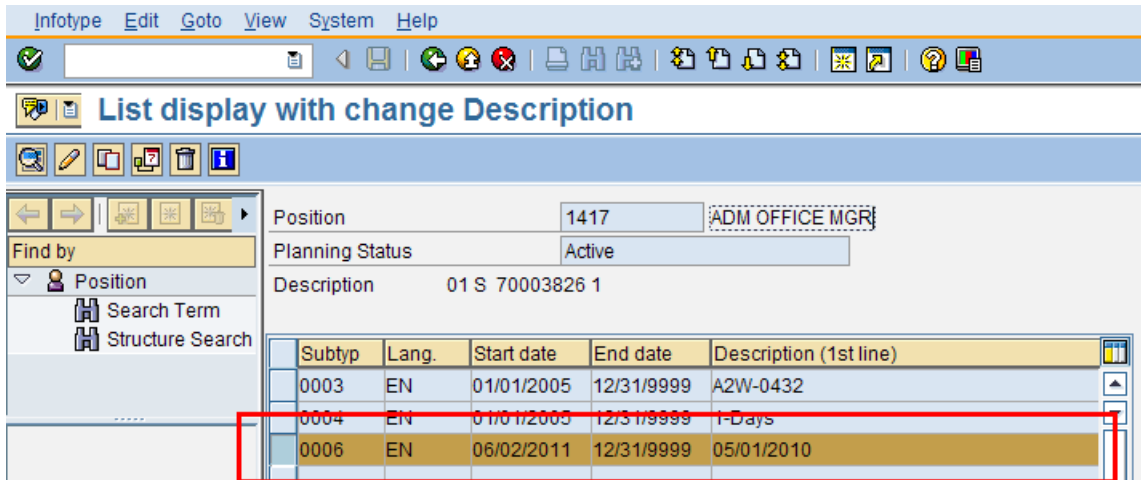 Infotype Edit Goto View System Help
List display with change Description
Position 1417 ADM OFFICE MGR
Find by
Planning Status Active
Position
Description 01 S 70003826 1
Search Term
Structure Search
Subtyp Lang. Start date End date Description (1st line)
0003 EN 01/01/2005 12/31/9999 A2W-0432
0004 EN 01/01/2005 12/31/9999 1-Days
0006 EN 06/02/2011 12/31/9999 05/01/2010